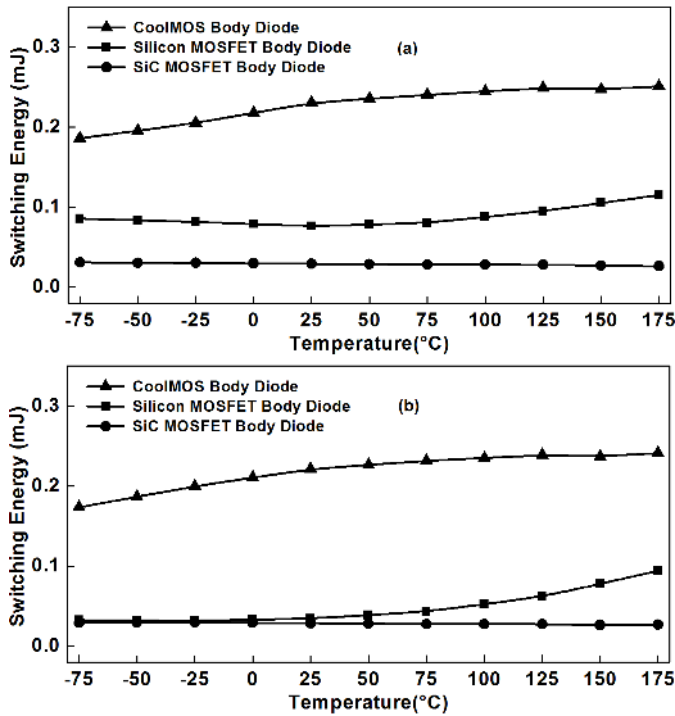 CoolMOS Body Diode
Silicon MOSFET Body Diode (a)
SiC MOSFET Body Diode
Switching Energy (mJ)
0.3
0.2
0.1
0.0
-75 -50 -25 0 25 50 75 100 125 150 175
Temperature(°C)
CoolMOS Body Diode
Silicon MOSFET Body Diode (b)
SiC MOSFET Body Diode
Switching Energy (mJ)
0.3
0.2
0.1
0.0
-75 -50 -25 0 25 50 75 100 125 150 175
Temperature(°C)